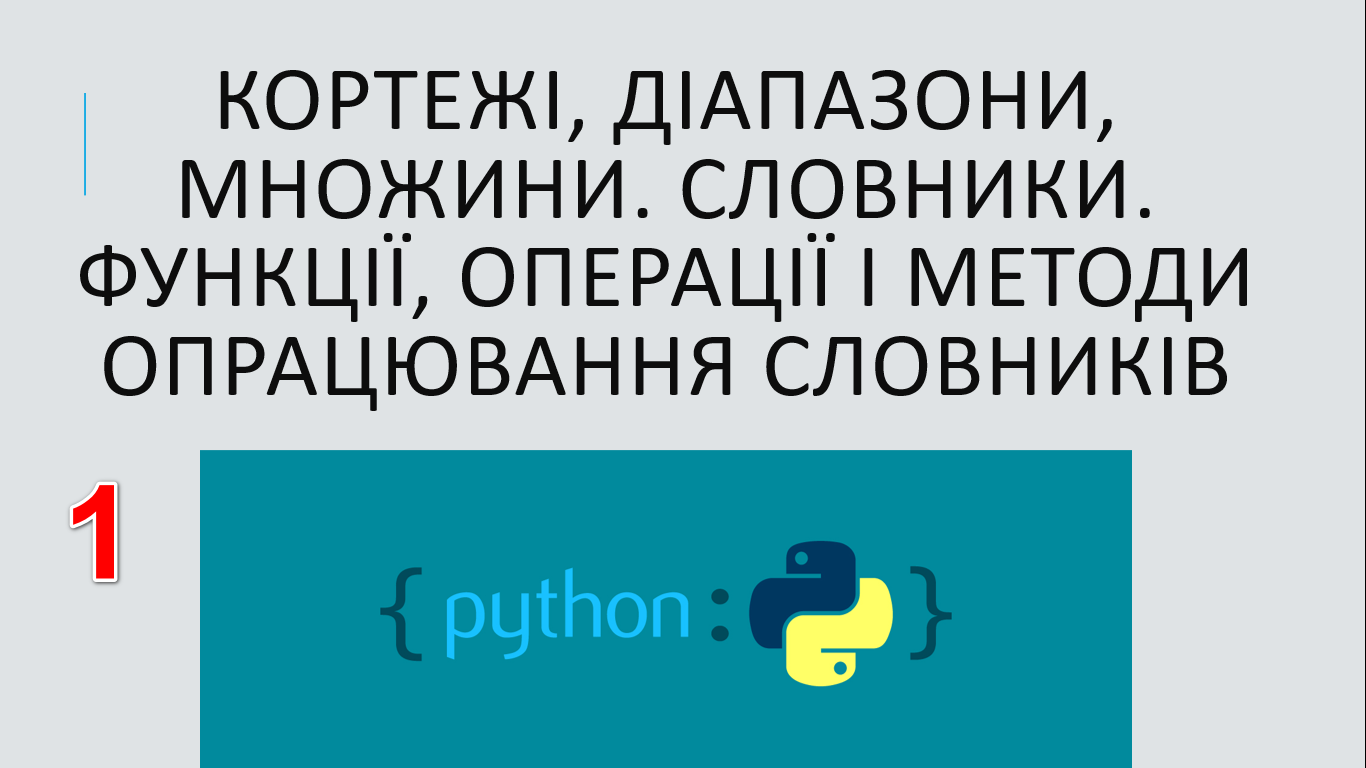 КОРТЕЖІ, ДІАПАЗОНИ,
МНОЖИНИ. СЛОВНИКИ.
ФУНКЦІЇ, ОПЕРАЦІЇ І МЕТОДИ
ОПРАЦЮВАННЯ СЛОВНИКІВ
1
{ python : }